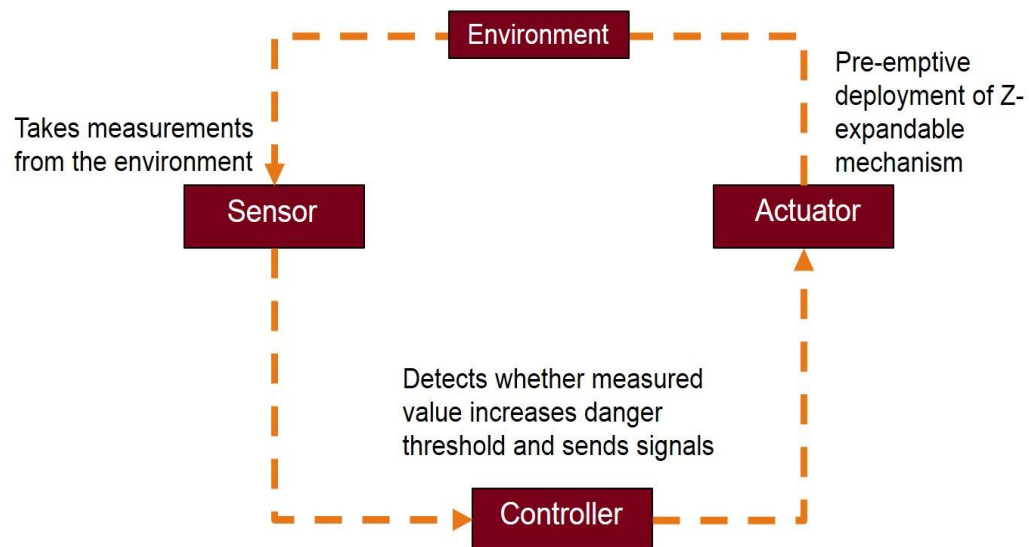 Environment
Pre-emptive
deployment of Z-
expandable
mechanism
Takes measurements
from the environment
Sensor
Actuator
Detects whether measured
value increases danger
threshold and sends signals
Controller